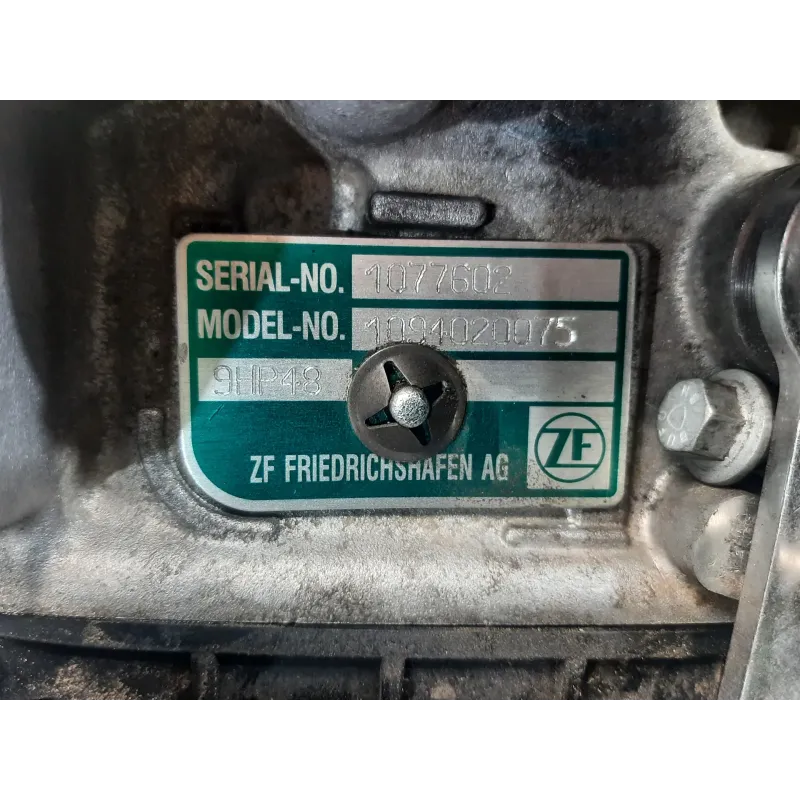 SERIAL-NO. 1077602
MODEL-NO. 1094020075
9HP48
ZF FRIEDRICHSHAFEN AG
ZF